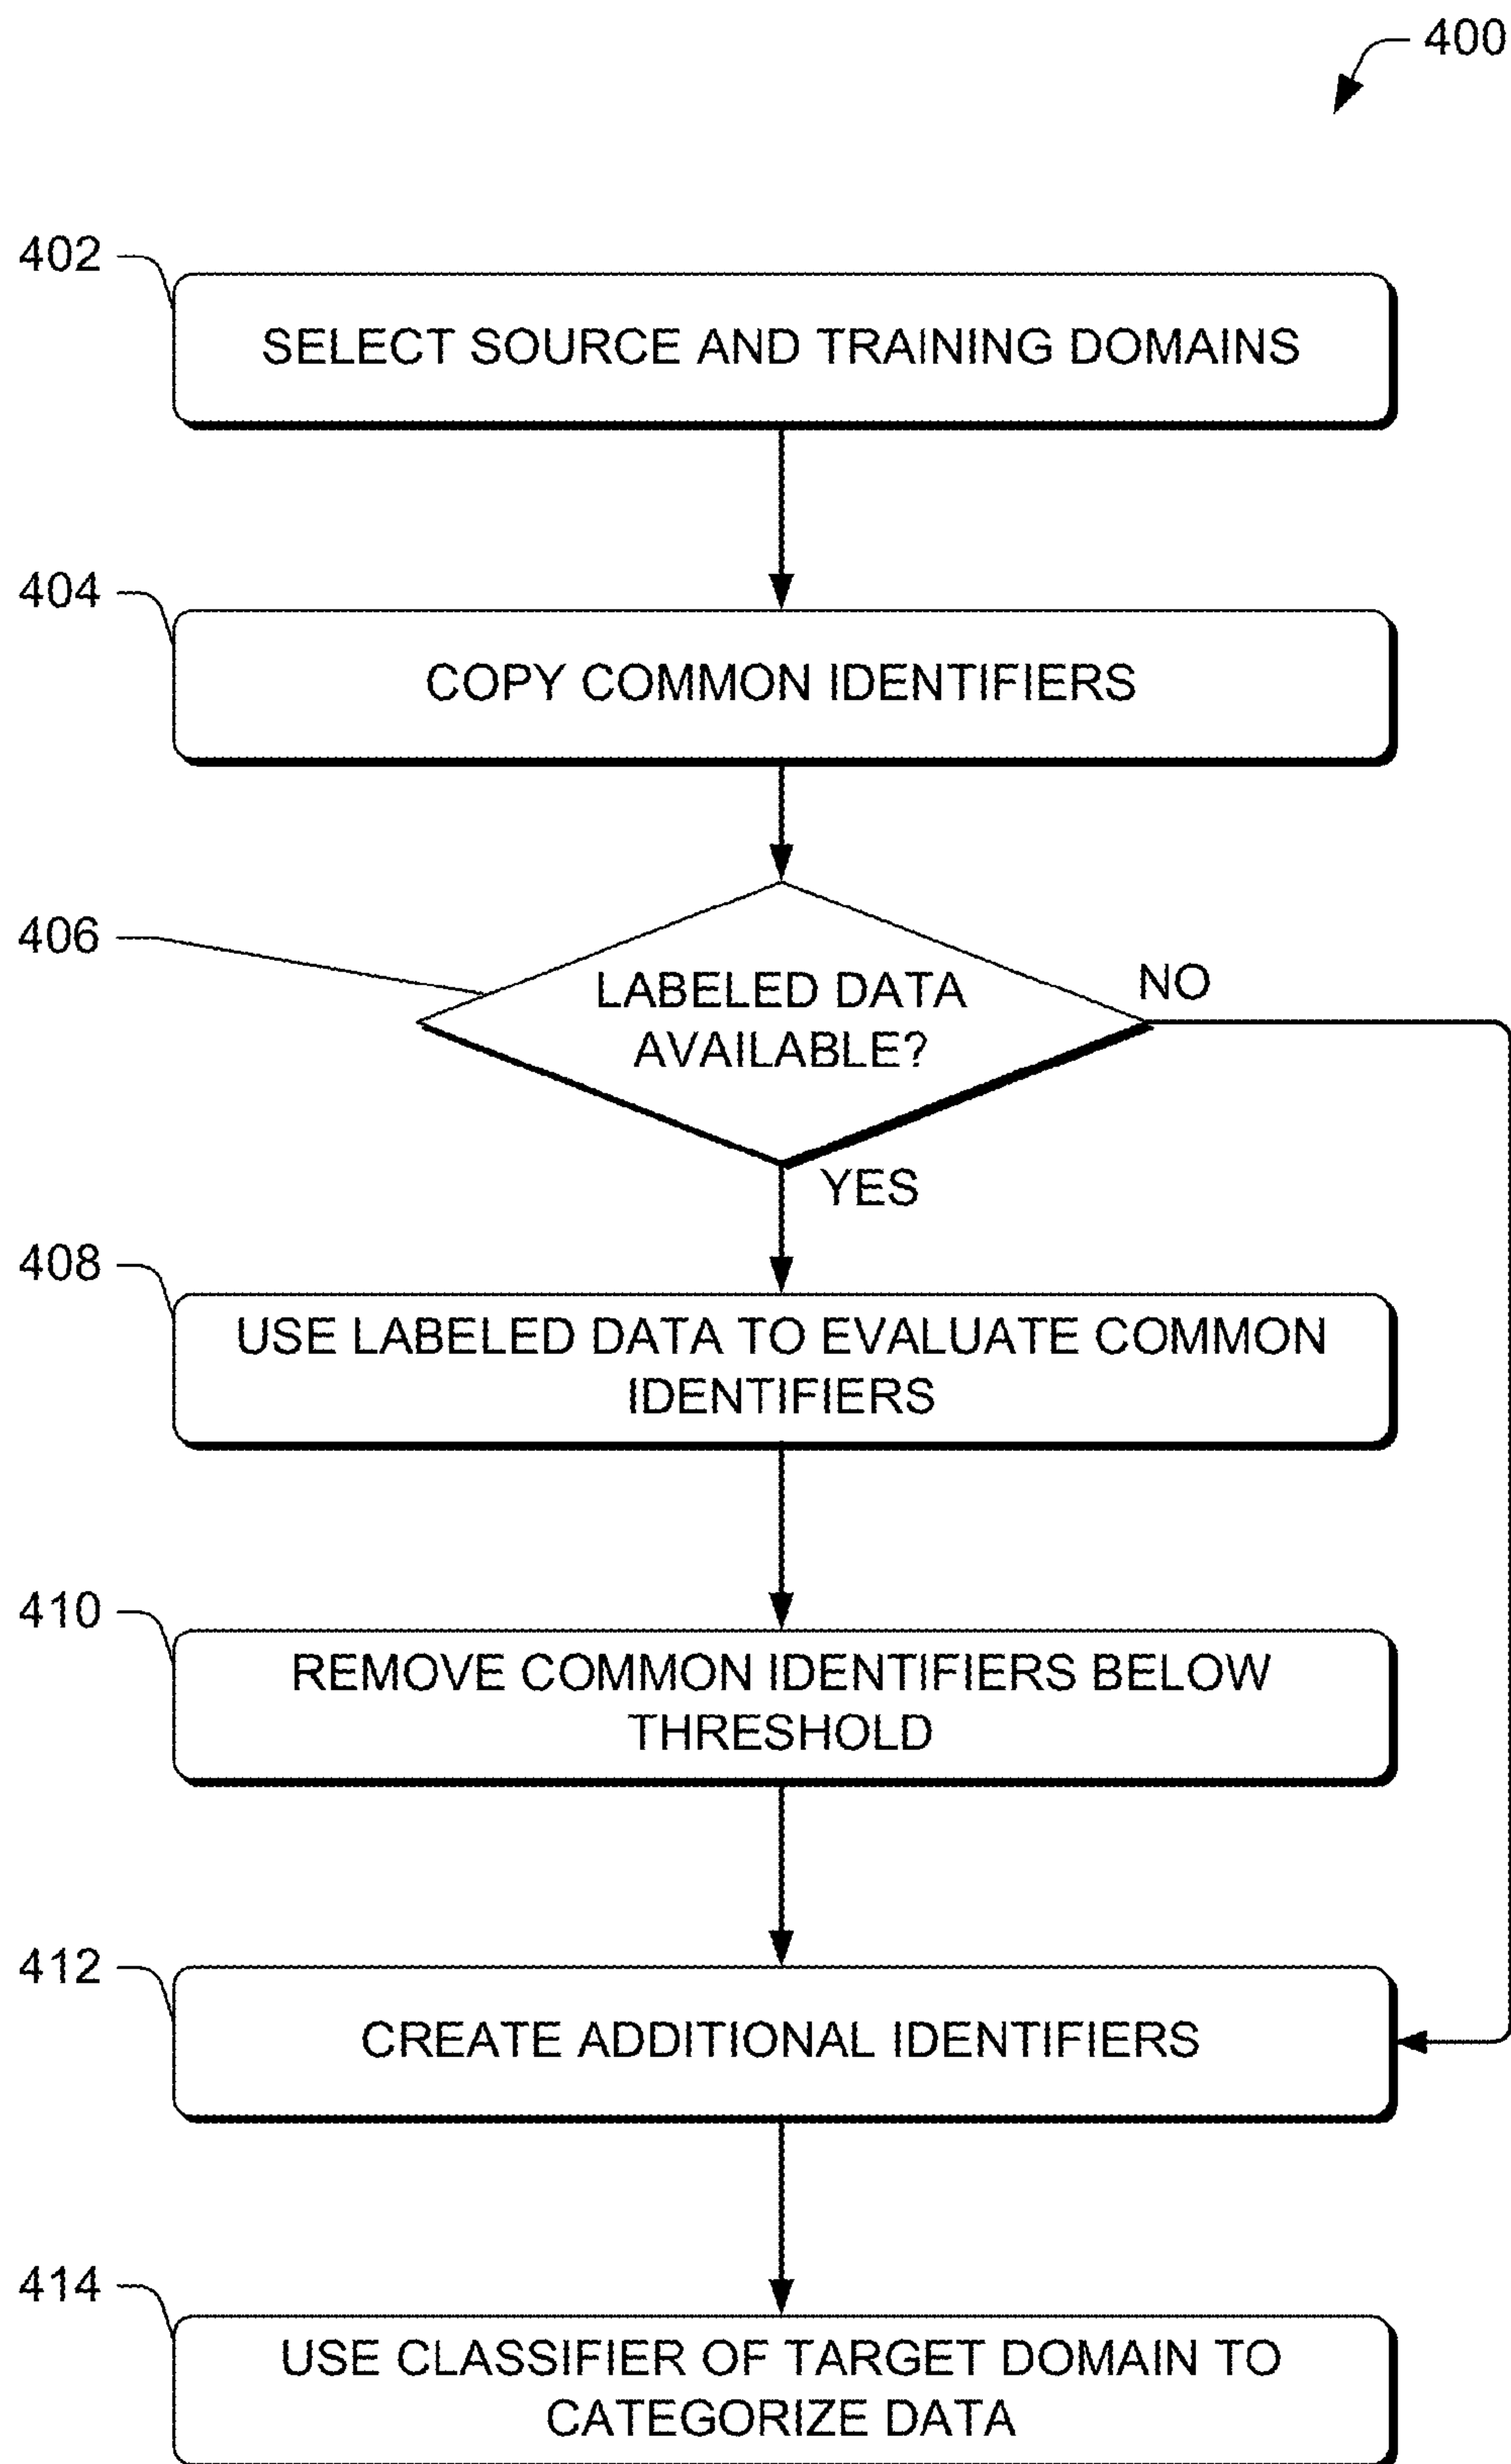 400
402
SELECT SOURCE AND TRAINING DOMAINS
404
COPY COMMON IDENTIFIERS
406
LABELED DATA
AVAILABLE?
NO
YES
408
USE LABELED DATA TO EVALUATE COMMON
IDENTIFIERS
410
REMOVE COMMON IDENTIFIERS BELOW
THRESHOLD
412
CREATE ADDITIONAL IDENTIFIERS
414
USE CLASSIFIER OF TARGET DOMAIN TO
CATEGORIZE DATA